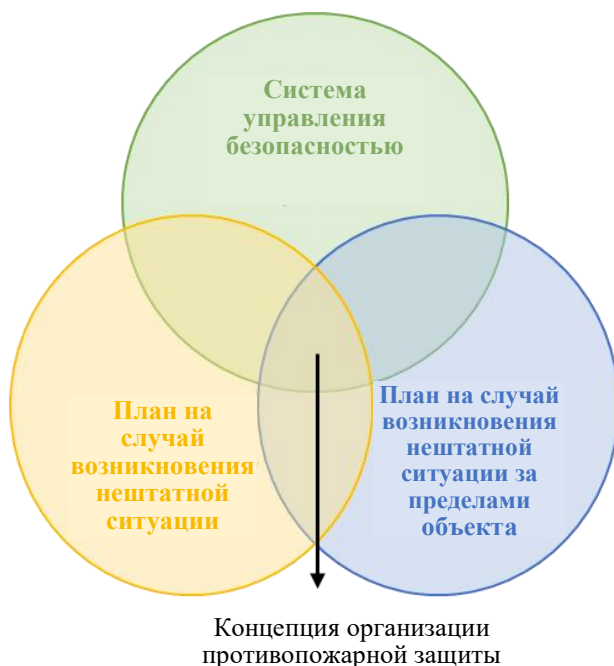 Система
управления
безопасностью
План на
случай
возникновения
нештатной
ситуации
План на случай
возникновения
нештатной
ситуации за
пределами
объекта
Концепция организации
противопожарной защиты